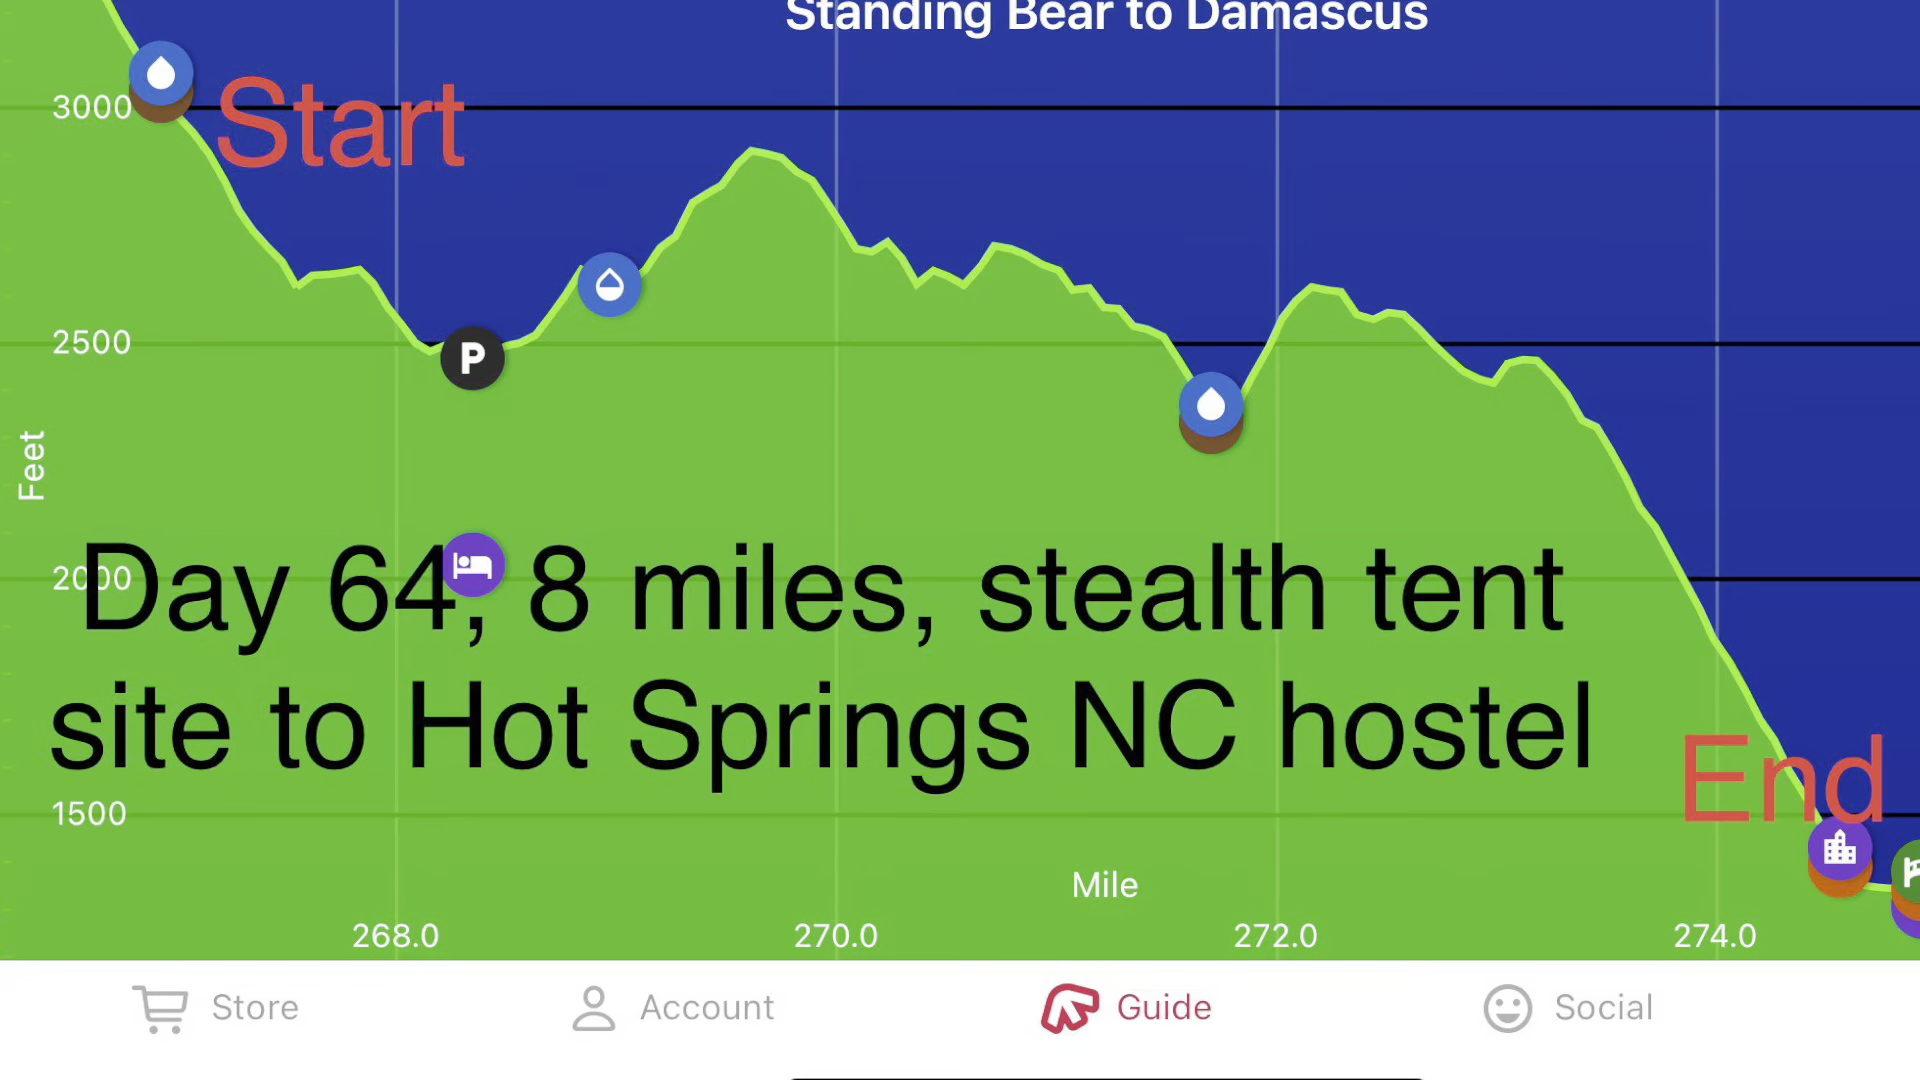 Standing Bear to Damascus
3000
Start
2500
P
Feet
2000
Day 64, 8 miles, stealth tent
site to Hot Springs NC hostel
End
1500
Mile
268.0 270.0 272.0 274.0
Store Account Guide Social